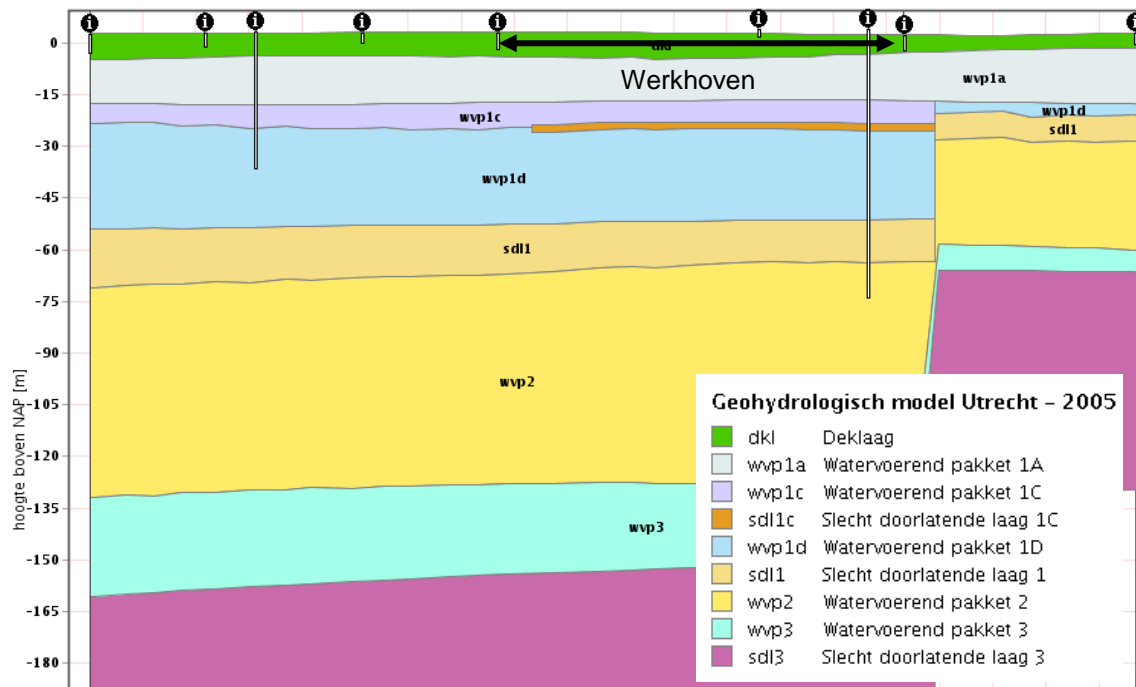 i i i i i i i i i
0
dkl
Werkhoven
wvp1a
-15
wvp1c
wvp1d
sdl1
-30
wvp1d
-45
sdl1
-60
-75
-90
wvp2
-105
-120
-135
wvp3
-150
-165
-180
hoogte boven NAP [m]
Geohydrologisch model Utrecht - 2005
dkl Deklaag
wvp1a Watervoerend pakket 1A
wvp1c Watervoerend pakket 1C
sdl1c Slecht doorlatende laag 1C
wvp1d Watervoerend pakket 1D
sdl1 Slecht doorlatende laag 1
wvp2 Watervoerend pakket 2
wvp3 Watervoerend pakket 3
sdl3 Slecht doorlatende laag 3